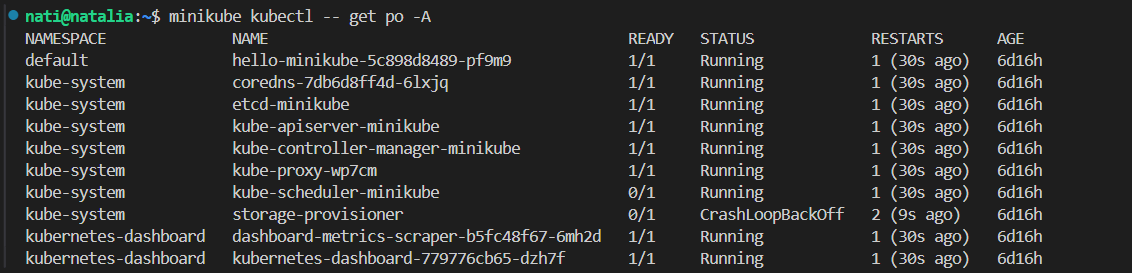 nati@natalia:~$ minikube kubectl -- get po -A
NAMESPACE NAME READY STATUS RESTARTS AGE
default hello-minikube-5c898d8489-pf9m9 1/1 Running 1 (30s ago) 6d16h
kube-system coredns-7db6d8ff4d-6lxjq 1/1 Running 1 (30s ago) 6d16h
kube-system etcd-minikube 1/1 Running 1 (30s ago) 6d16h
kube-system kube-apiserver-minikube 1/1 Running 1 (30s ago) 6d16h
kube-system kube-controller-manager-minikube 1/1 Running 1 (30s ago) 6d16h
kube-system kube-proxy-wp7cm 1/1 Running 1 (30s ago) 6d16h
kube-system kube-scheduler-minikube 0/1 Running 1 (30s ago) 6d16h
kube-system storage-provisioner 0/1 CrashLoopBackOff 2 (9s ago) 6d16h
kubernetes-dashboard dashboard-metrics-scraper-b5fc48f67-6mh2d 1/1 Running 1 (30s ago) 6d16h
kubernetes-dashboard kubernetes-dashboard-779776cb65-dzh7f 1/1 Running 1 (30s ago) 6d16h